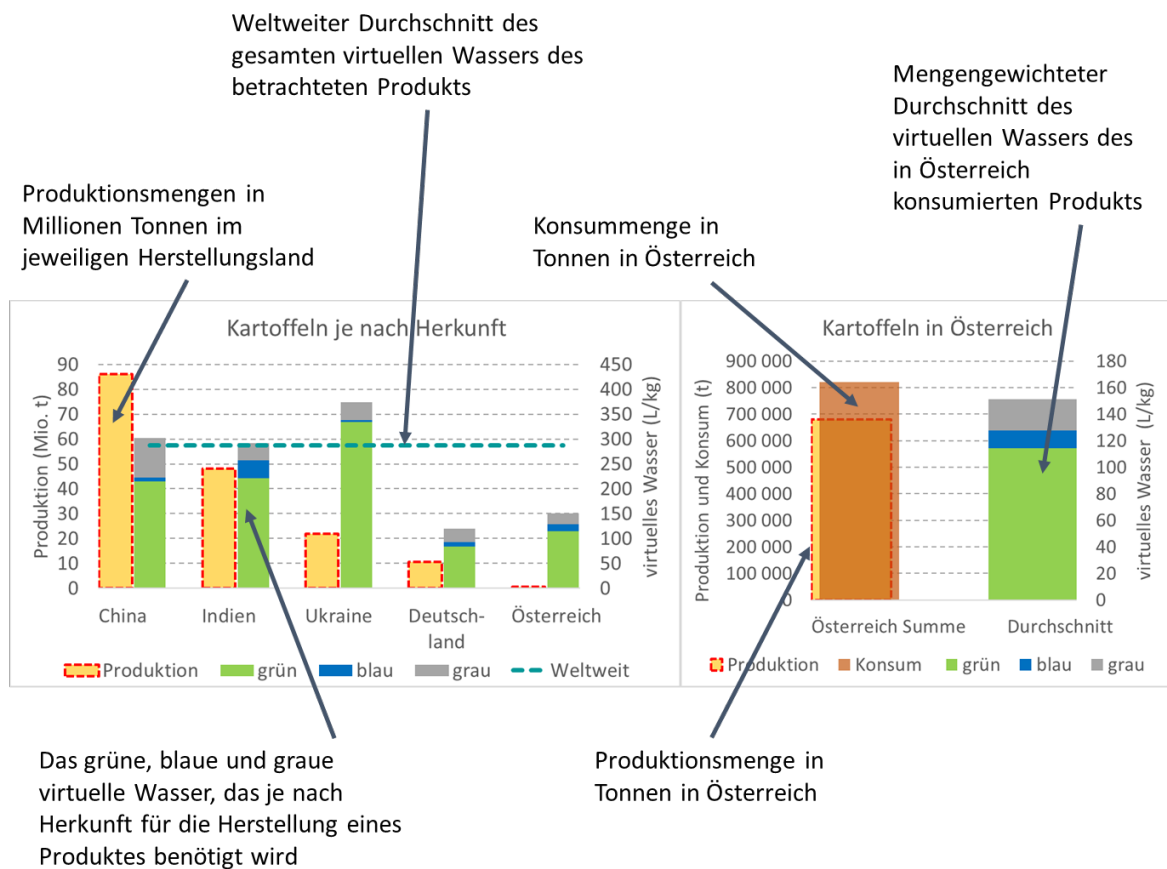 Weltweiter Durchschnitt des
gesamten virtuellen Wassers des
betrachteten Produkts
Mengengewichteter
Durchschnitt des
virtuellen Wassers des
in Österreich
konsumierten Produkts
Produktionsmengen in
Millionen Tonnen im
jeweiligen Herstellungsland
Konsummenge in
Tonnen in Österreich
Kartoffeln je nach Herkunft
Produktion (Mio. t)
90
80
70
60
50
40
30
20
10
0
450
400
350
300
250
200
150
100
50
0
virtuelles Wasser (L/kg)
China
Indien
Ukraine
Deutsch-
land
Österreich
Produktion
grün
blau
grau
Weltweit
Kartoffeln in Österreich
Produktion und Konsum (t)
900 000
800 000
700 000
600 000
500 000
400 000
300 000
200 000
100 000
0
180
160
140
120
100
80
60
40
20
0
virtuelles Wasser (L/kg)
Österreich Summe
Durchschnitt
Produktion
Konsum
grün
blau
grau
Das grüne, blaue und graue
virtuelle Wasser, das je nach
Herkunft für die Herstellung eines
Produktes benötigt wird
Produktionsmenge in
Tonnen in Österreich